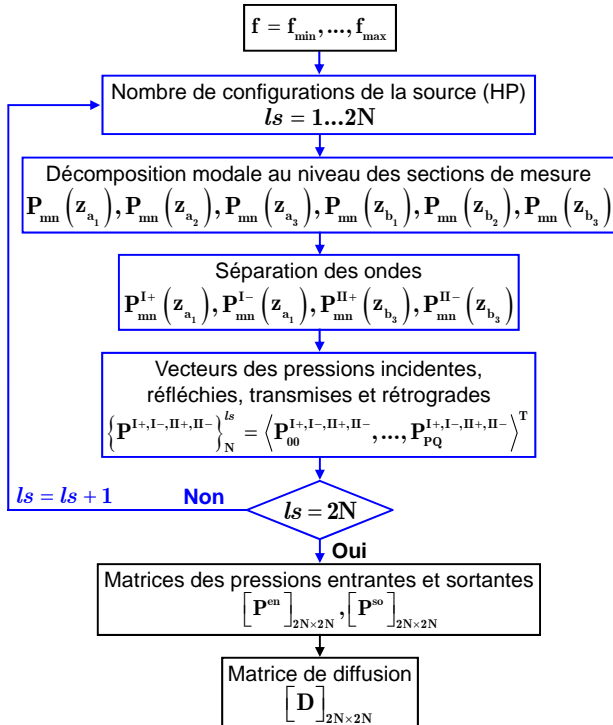 f = f_min,...,f_max
Nombre de configurations de la source (HP)
ls = 1...2N
Décomposition modale au niveau des sections de mesure
P_mn(z_a₁), P_mn(z_a₂), P_mn(z_a₃), P_mn(z_b₁), P_mn(z_b₂), P_mn(z_b₃)
Séparation des ondes
P_mn^I+(z_a₁), P_mn^I-(z_a₁), P_mn^II+(z_b₃), P_mn^II-(z_b₃)
Vecteurs des pressions incidentes,
réfléchies, transmises et rétrogrades
{P^I+,I-,II+,II-}_N^ls = ⟨P_00^I+,I-,II+,II-,...,P_PQ^I+,I-,II+,II-⟩^T
ls = ls + 1 Non
ls = 2N
Oui
Matrices des pressions entrantes et sortantes
[P^en]_2N×2N, [P^so]_2N×2N
Matrice de diffusion
[D]_2N×2N